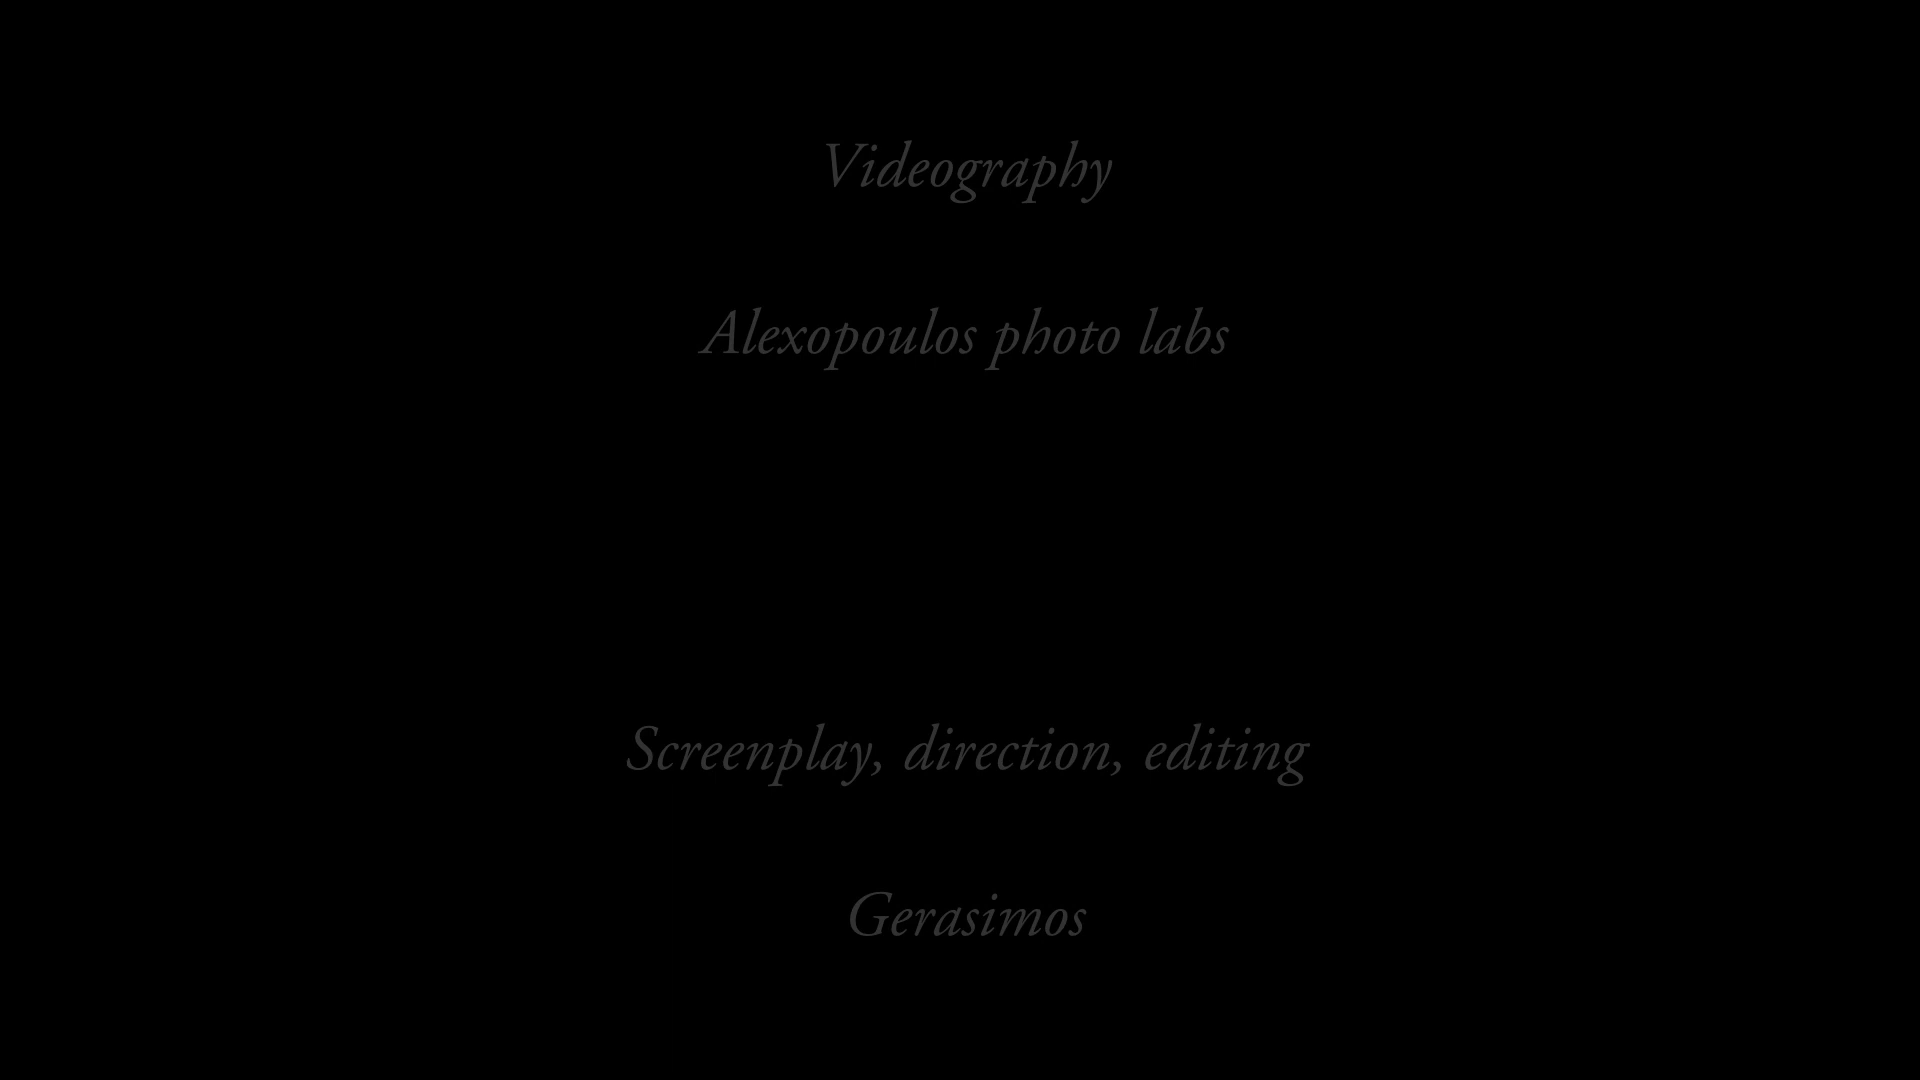 Videography
Alexopoulos photo labs
Screenplay, direction, editing
Gerasimos